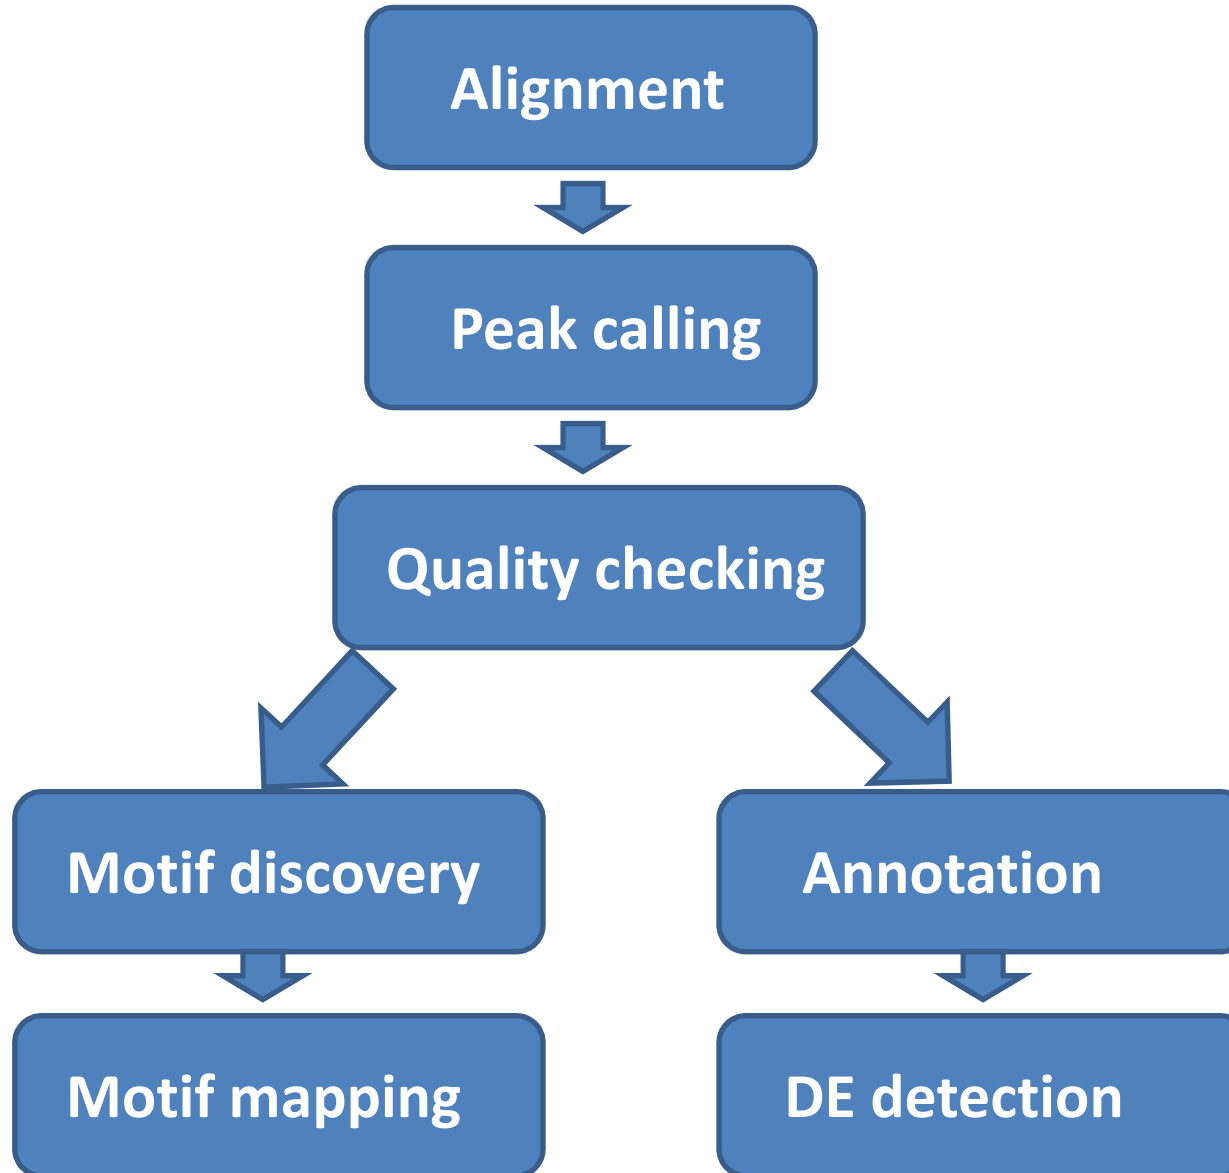 Alignment
Peak calling
Quality checking
Motif discovery
Annotation
Motif mapping
DE detection